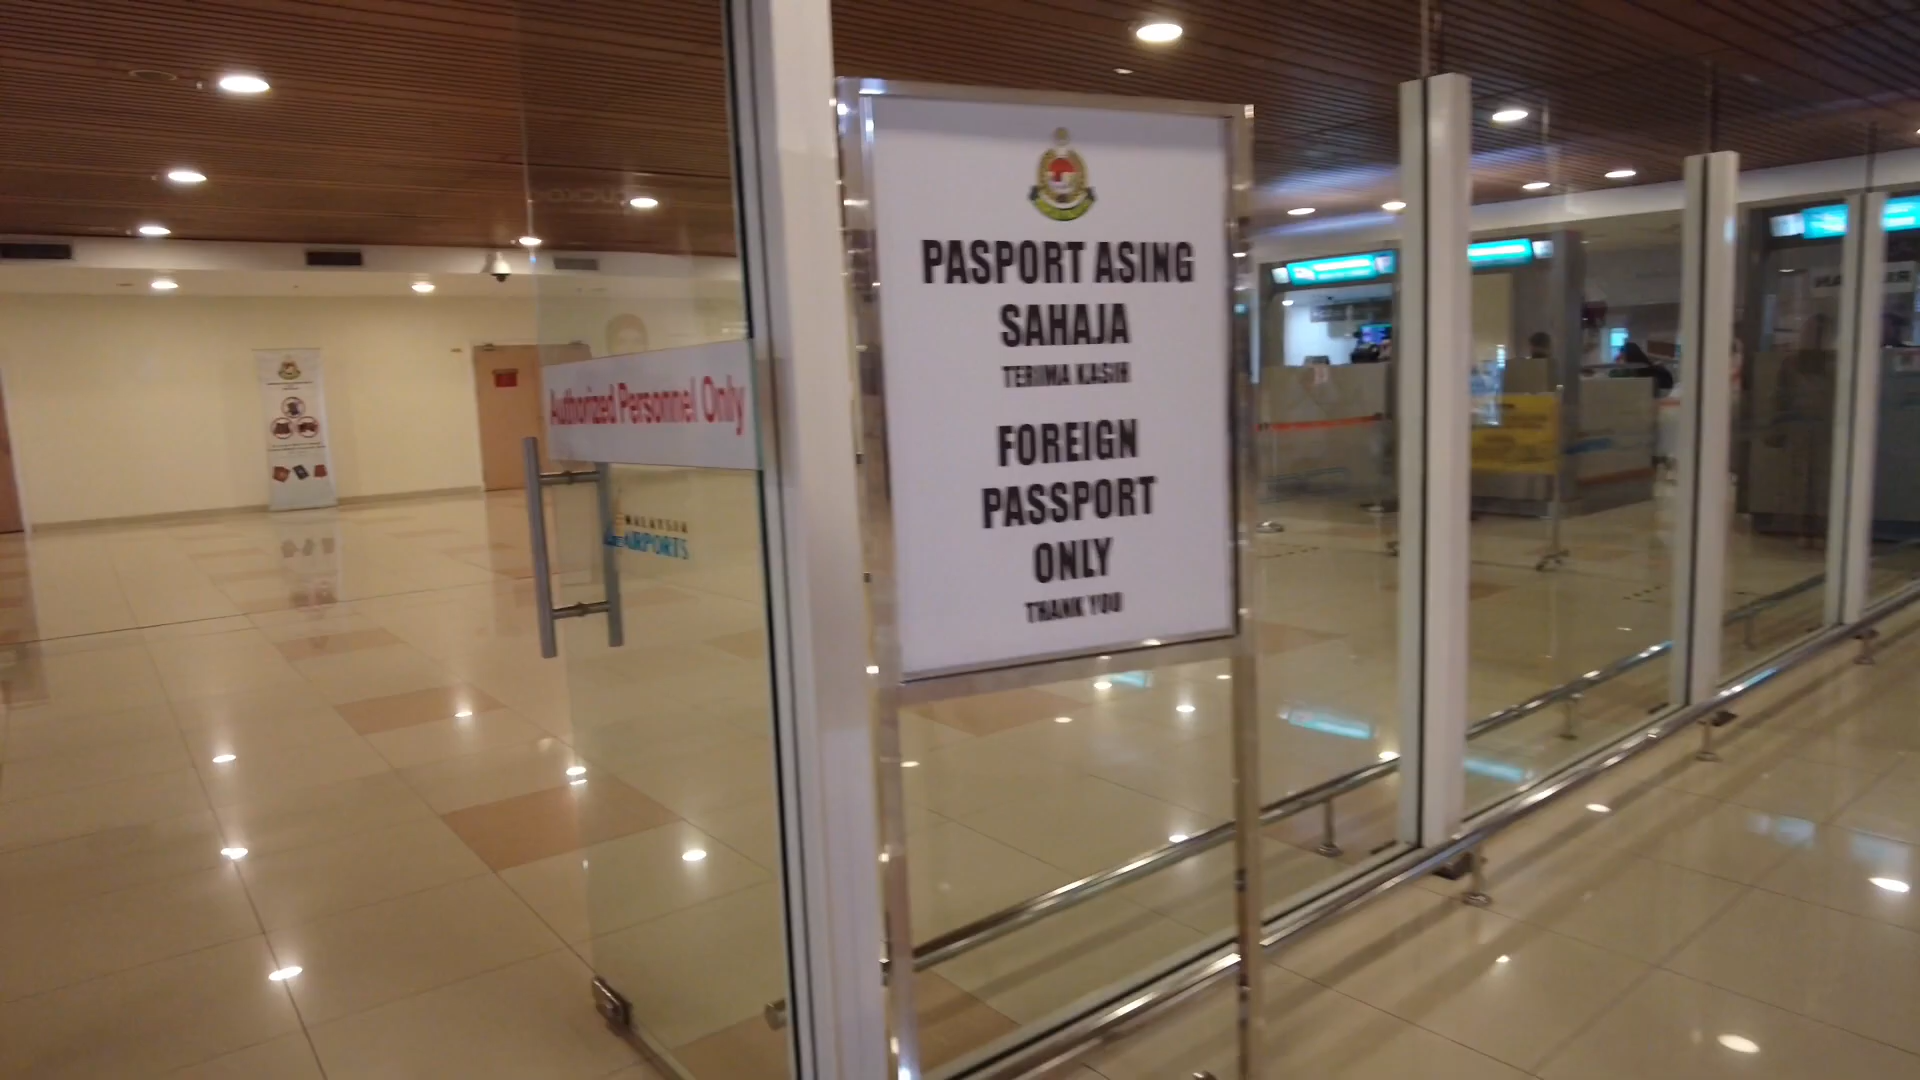 Authorized Personnel Only
MALAYSIA
AIRPORTS
PASPORT ASING
SAHAJA
TERIMA KASIH
FOREIGN
PASSPORT
ONLY
THANK YOU